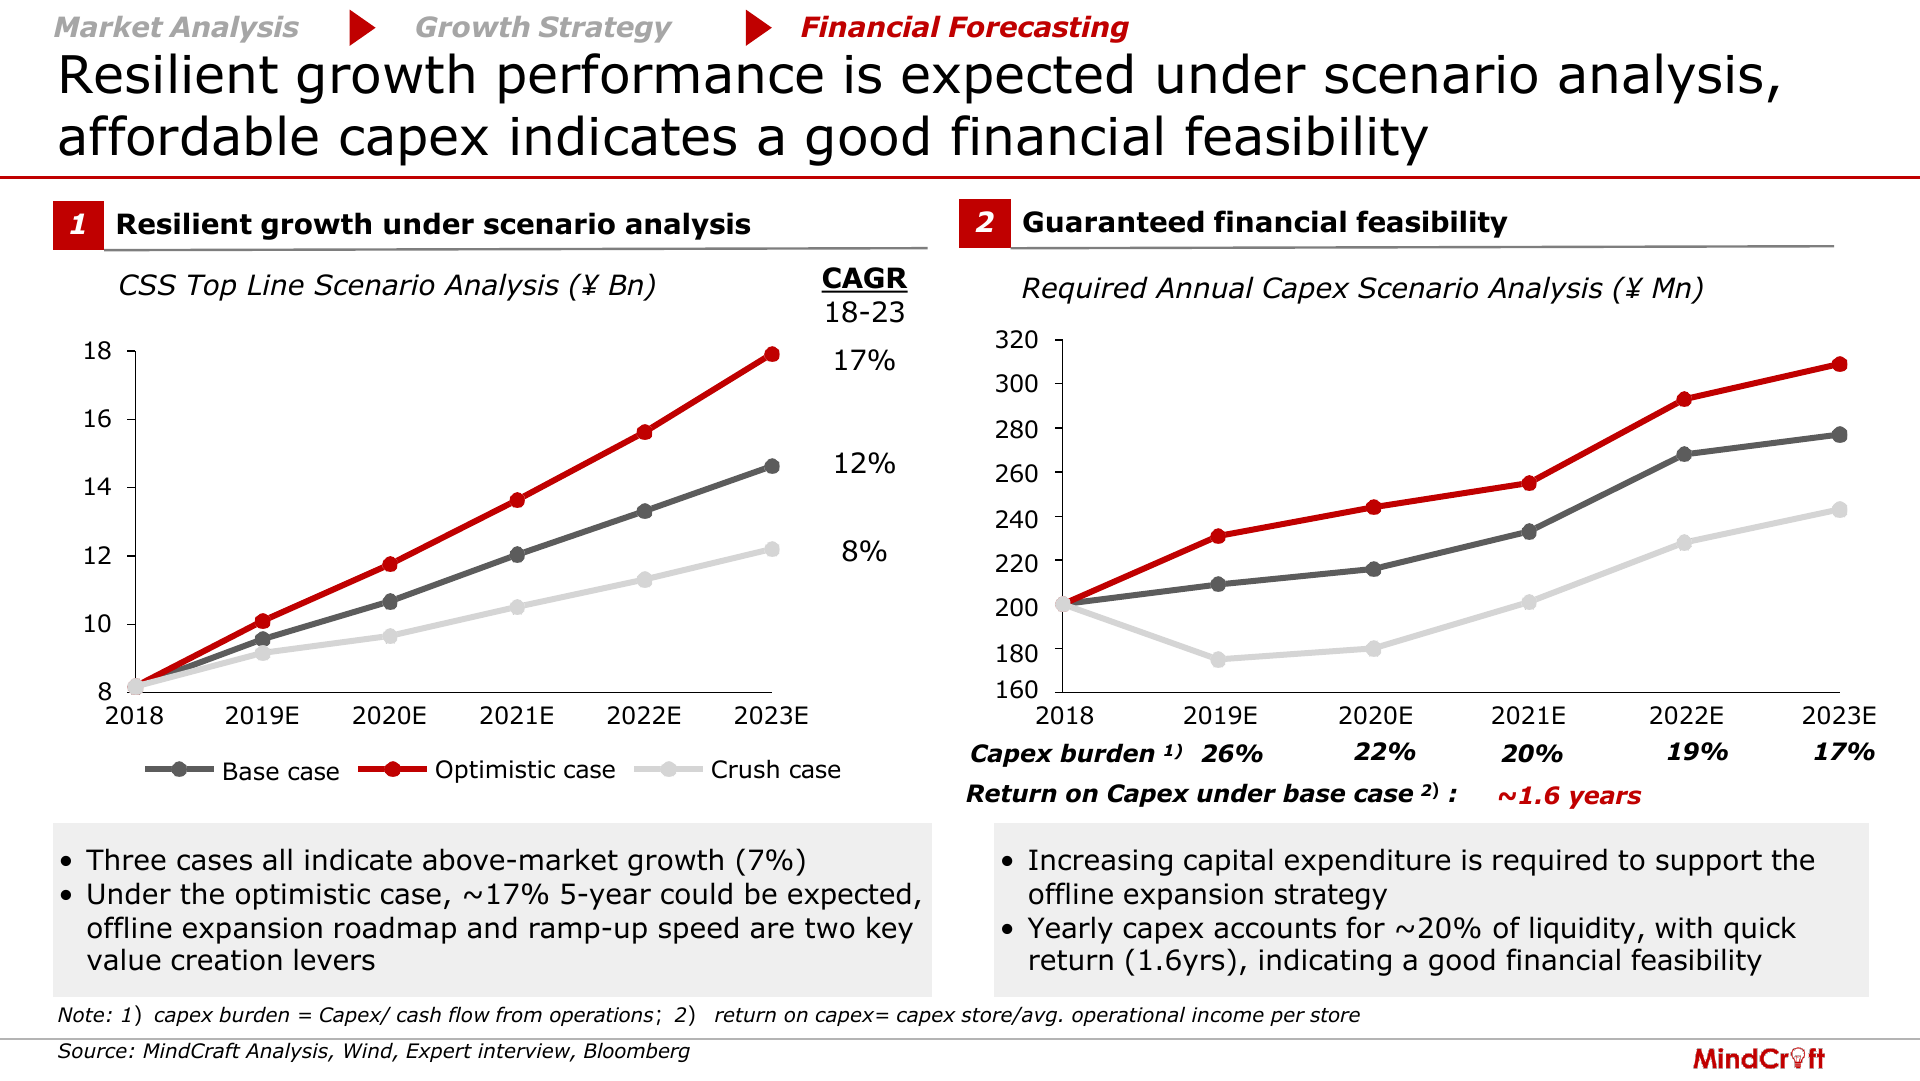 Market Analysis
Growth Strategy
Financial Forecasting
Resilient growth performance is expected under scenario analysis,
affordable capex indicates a good financial feasibility
1
Resilient growth under scenario analysis
CSS Top Line Scenario Analysis (¥ Bn)
CAGR
18-23
18
16
14
12
10
8
17%
12%
8%
2018 2019E 2020E 2021E 2022E 2023E
Base case Optimistic case Crush case
• Three cases all indicate above-market growth (7%)
• Under the optimistic case, ~17% 5-year could be expected,
offline expansion roadmap and ramp-up speed are two key
value creation levers
2
Guaranteed financial feasibility
Required Annual Capex Scenario Analysis (¥ Mn)
320
300
280
260
240
220
200
180
160
2018 2019E 2020E 2021E 2022E 2023E
Capex burden 1) 26% 22% 20% 19% 17%
Return on Capex under base case 2) : ~1.6 years
• Increasing capital expenditure is required to support the
offline expansion strategy
• Yearly capex accounts for ~20% of liquidity, with quick
return (1.6yrs), indicating a good financial feasibility
Note: 1) capex burden = Capex/ cash flow from operations; 2) return on capex= capex store/avg. operational income per store
Source: MindCraft Analysis, Wind, Expert interview, Bloomberg
MindCraft